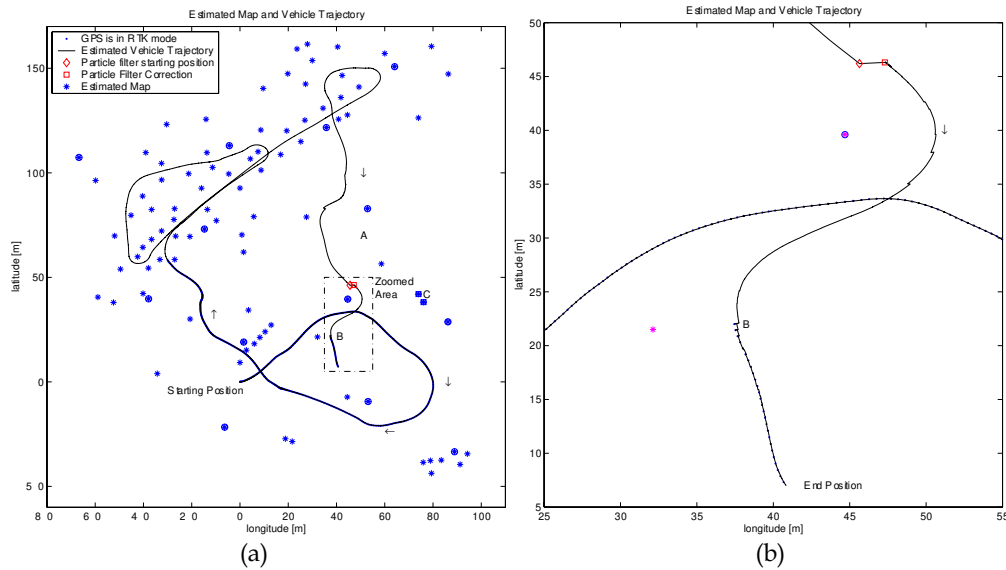 Estimated Map and Vehicle Trajectory
GPS is in RTK mode
Estimated Vehicle Trajectory
Particle filter starting position
Particle Filter Correction
Estimated Map
150
100
50
0
5 0
latitude [m]
8 0
6 0
4 0
2 0
0
20
40
60
80
100
longitude [m]
A
Zoomed
Area
C
B
Starting Position
(a)
Estimated Map and Vehicle Trajectory
50
45
40
35
30
25
20
15
10
5
latitude [m]
25
30
35
40
45
50
55
longitude [m]
B
End Position
(b)